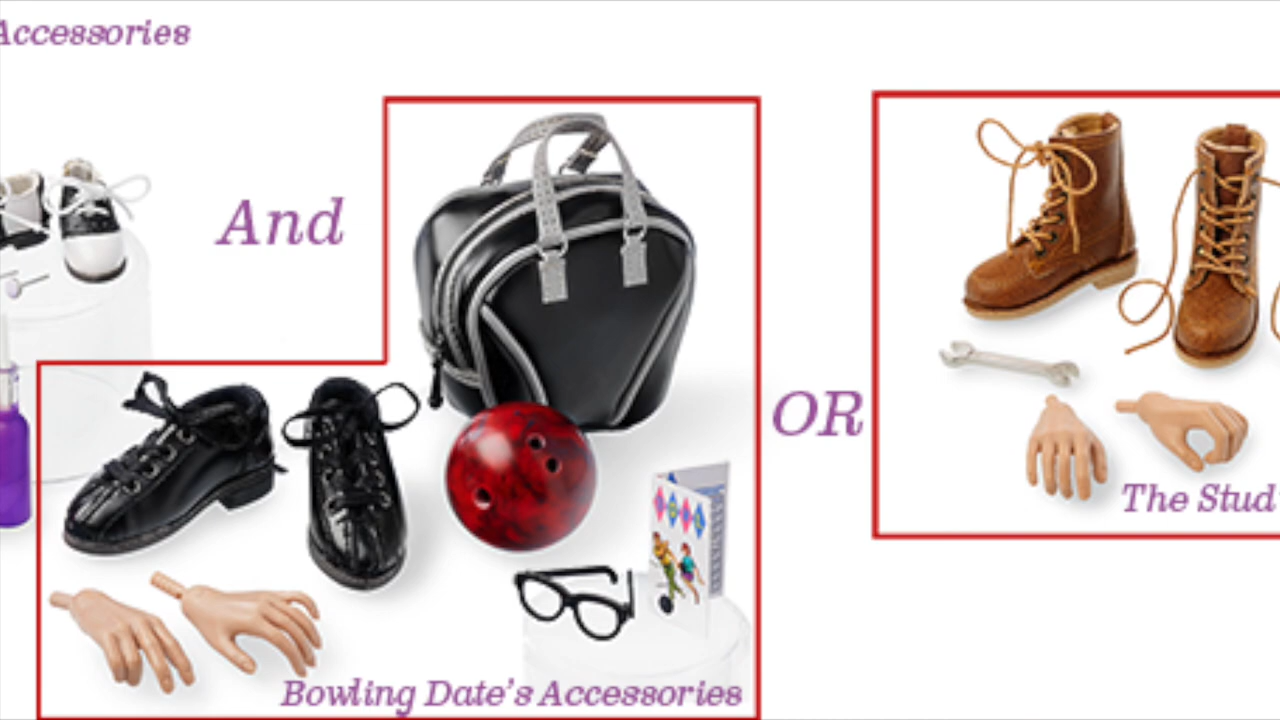 Accessories
And
OR
The Stud
Bowling Date's Accessories